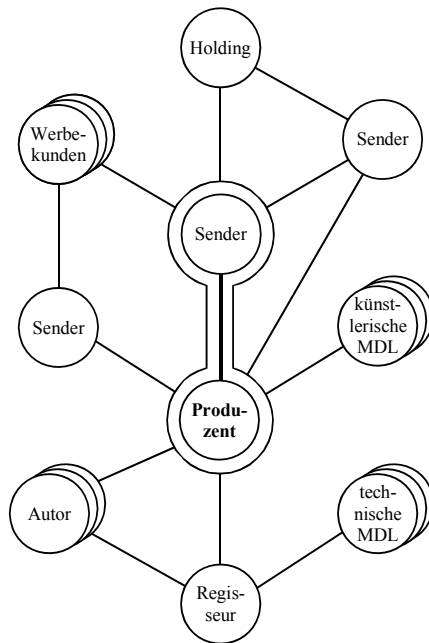 Holding
Werbe-
kunden
Sender
Sender
Sender
künst-
lerische
MDL
Produ-
zent
Autor
tech-
nische
MDL
Regis-
seur